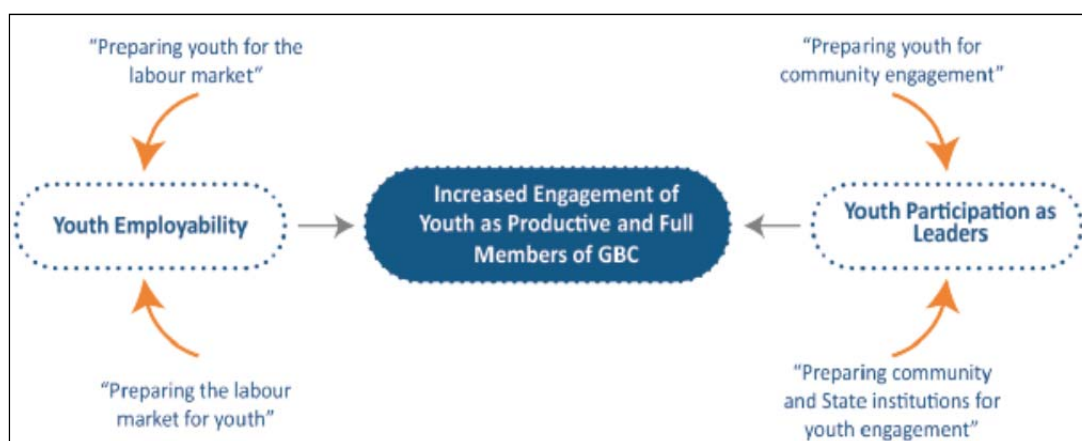 “Preparing youth for the
labour market”
“Preparing youth for
community engagement”
Youth Employability
Increased Engagement of
Youth as Productive and Full
Members of GBC
Youth Participation as
Leaders
“Preparing the labour
market for youth”
“Preparing community
and State institutions for
youth engagement”